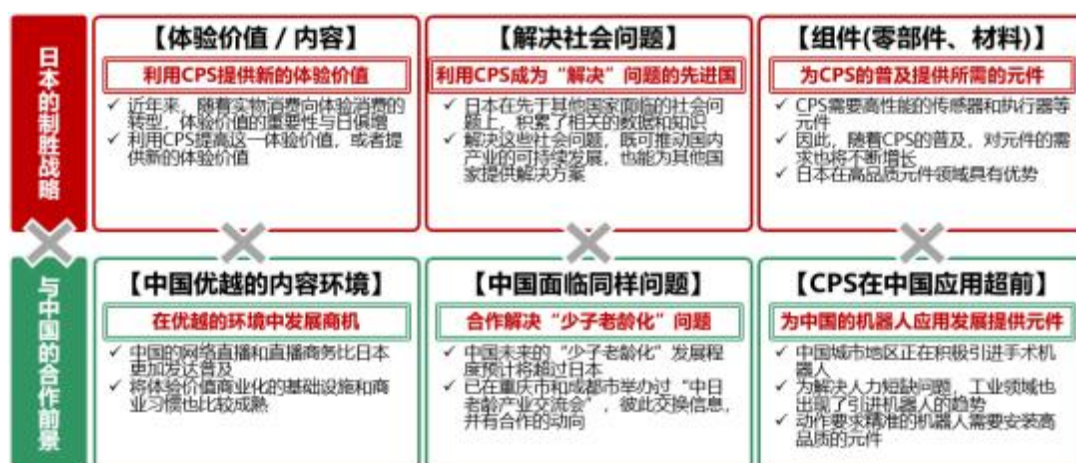 日本的制胜战略
【体验价值 / 内容】
利用CPS提供新的体验价值
✓ 近年来，随着实物消费向体验消费的
转型，体验价值的重要性与日俱增
✓ 利用CPS提高这一体验价值，或者提
供新的体验价值
【解决社会问题】
利用CPS成为“解决”问题的先进国
✓ 日本在先于其他国家面临的社会问
题上，积累了相关的数据和知识
✓ 解决这些社会问题，既可推动国内
产业的可持续发展，也能为其他国
家提供解决方案
【组件(零部件、材料)】
为CPS的普及提供所需的元件
✓ CPS需要高性能的传感器和执行器等
元件
✓ 因此，随着CPS的普及，对元件的需
求也将不断增长
✓ 日本在高品质元件领域具有优势
与中国的合作前景
【中国优越的内容环境】
在优越的环境中发展商机
✓ 中国的网络直播和直播商务比日本
更加发达普及
✓ 将体验价值商业化的基础设施和商
业习惯也比较成熟
【中国面临同样问题】
合作解决“少子老龄化”问题
✓ 中国未来的“少子老龄化”发展程
度预计将超过日本
✓ 已在重庆市和成都市举办过“中日
老龄产业交流会”，彼此交换信息，
并有合作的动向
【CPS在中国应用超前】
为中国的机器人应用发展提供元件
✓ 中国城市地区正在积极引进手术机
器人
✓ 为解决人力短缺问题，工业领域也
出现了引进机器人的趋势
✓ 动作要求精准的机器人需要安装高
品质的元件